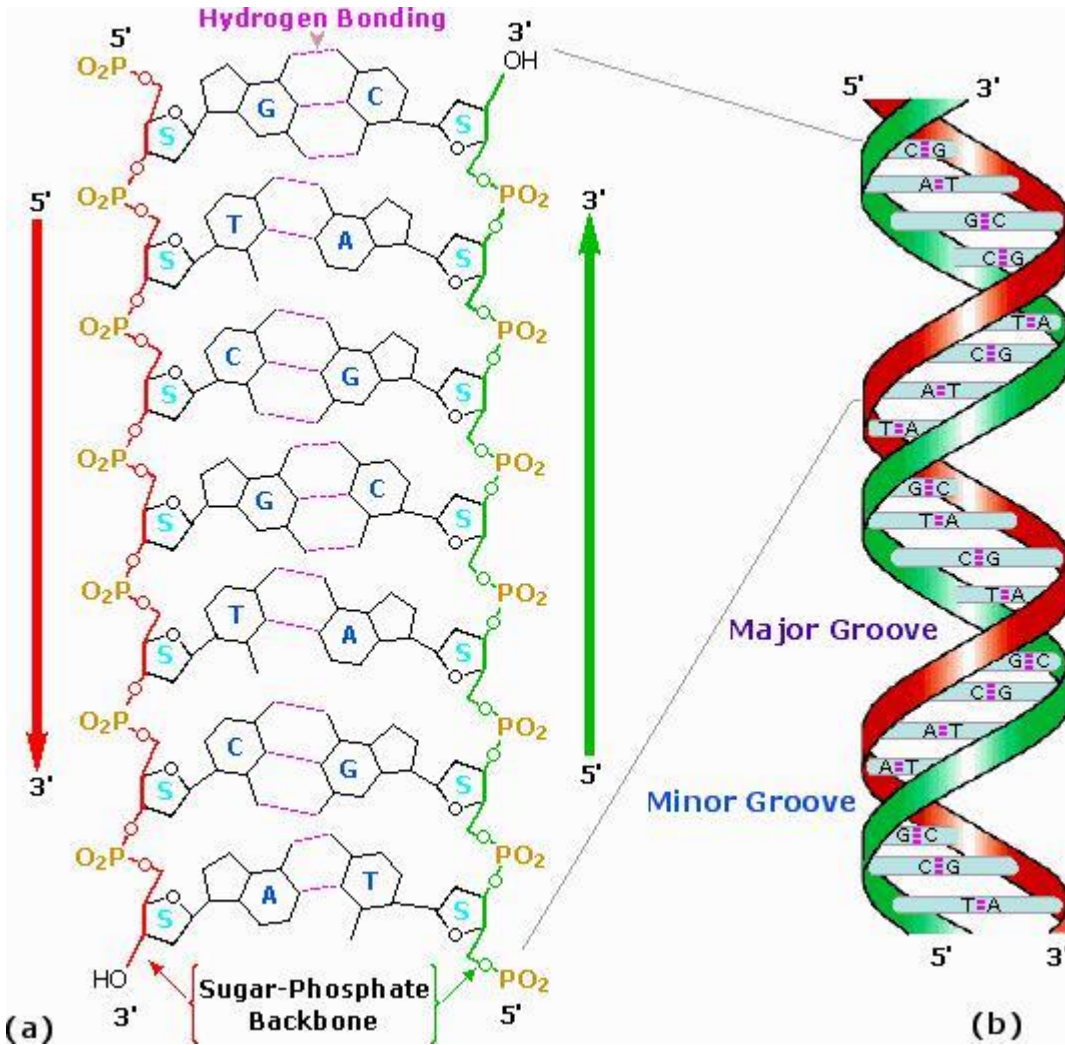 Hydrogen Bonding
5' 3'
O₂P OH
G C
S S
O₂P PO₂
5' 3'
T A
S S
O₂P PO₂
C G
S S
O₂P PO₂
G C
S S
O₂P PO₂
T A
S S
O₂P PO₂
C G
S S
3' 5'
O₂P PO₂
A T
S S
HO PO₂
3' 5'
Sugar-Phosphate
Backbone
(a)
5' 3'
C G
A T
G C
C G
T A
C G
A T
T A
G C
T A
C G
T A
Major Groove
G C
C G
A T
A T
Minor Groove
G C
C G
T A
5' 3'
(b)